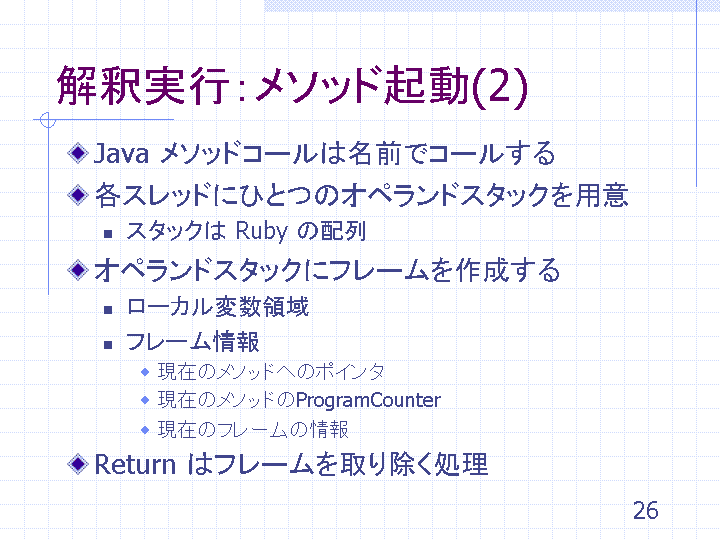 解釈実行：メソッド起動(2)
Java メソッドコールは名前でコールする
各スレッドにひとつのオペランドスタックを用意
スタックは Ruby の配列
オペランドスタックにフレームを作成する
ローカル変数領域
フレーム情報
現在のメソッドへのポインタ
現在のメソッドのProgramCounter
現在のフレームの情報
Return はフレームを取り除く処理
26